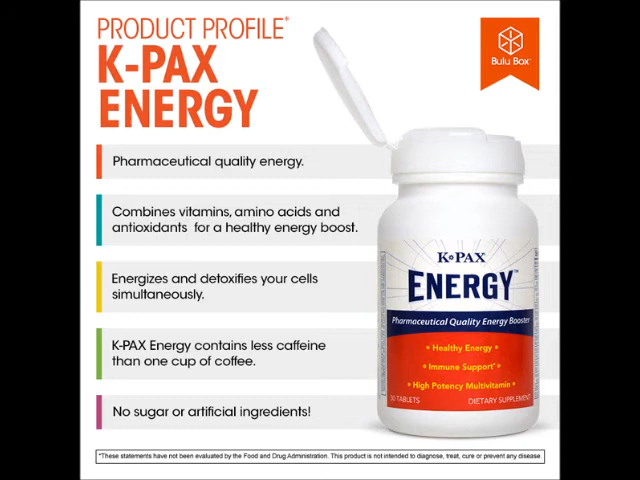 PRODUCT PROFILE*
K-PAX
ENERGY
Bulu Box
Pharmaceutical quality energy.
Combines vitamins, amino acids and
antioxidants for a healthy energy boost.
Energizes and detoxifies your cells
simultaneously.
K-PAX Energy contains less caffeine
than one cup of coffee.
No sugar or artificial ingredients!
K•PAX
ENERGY™
Pharmaceutical Quality Energy Booster
• Healthy Energy •
• Immune Support* •
• High Potency Multivitamin •
30 TABLETS
DIETARY SUPPLEMENT
*These statements have not been evaluated by the Food and Drug Administration. This product is not intended to diagnose, treat, cure or prevent any disease.